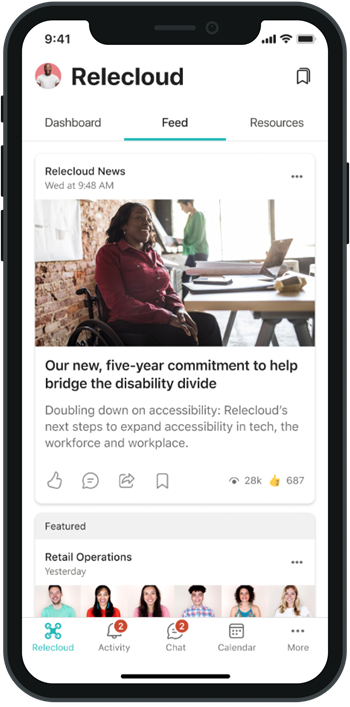 9:41
Relecloud
Dashboard Feed Resources
Relecloud News
Wed at 9:48 AM
Our new, five-year commitment to help
bridge the disability divide
Doubling down on accessibility: Relecloud's
next steps to expand accessibility in tech, the
workforce and workplace.
28k 687
Featured
Retail Operations
Yesterday
2 2
Relecloud Activity Chat Calendar More